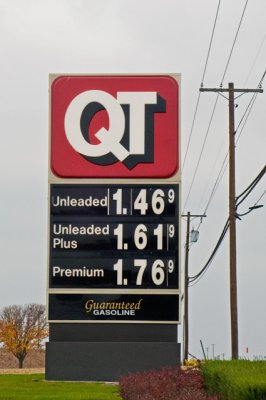 QT
Unleaded 1.46 9
Unleaded
Plus 1.61 9
Premium 1.76 9
Guaranteed
GASOLINE